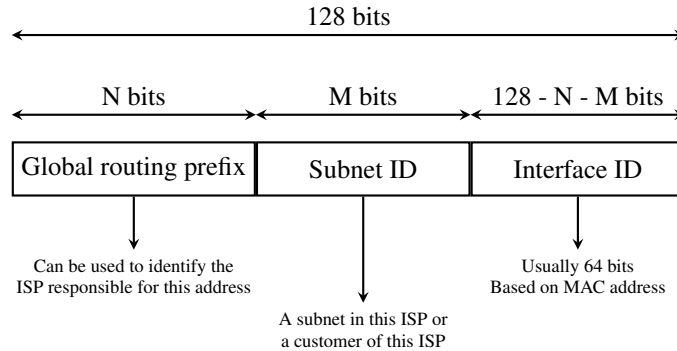 128 bits
N bits
M bits
128 - N - M bits
Global routing prefix
Subnet ID
Interface ID
Can be used to identify the
ISP responsible for this address
Usually 64 bits
Based on MAC address
A subnet in this ISP or
a customer of this ISP